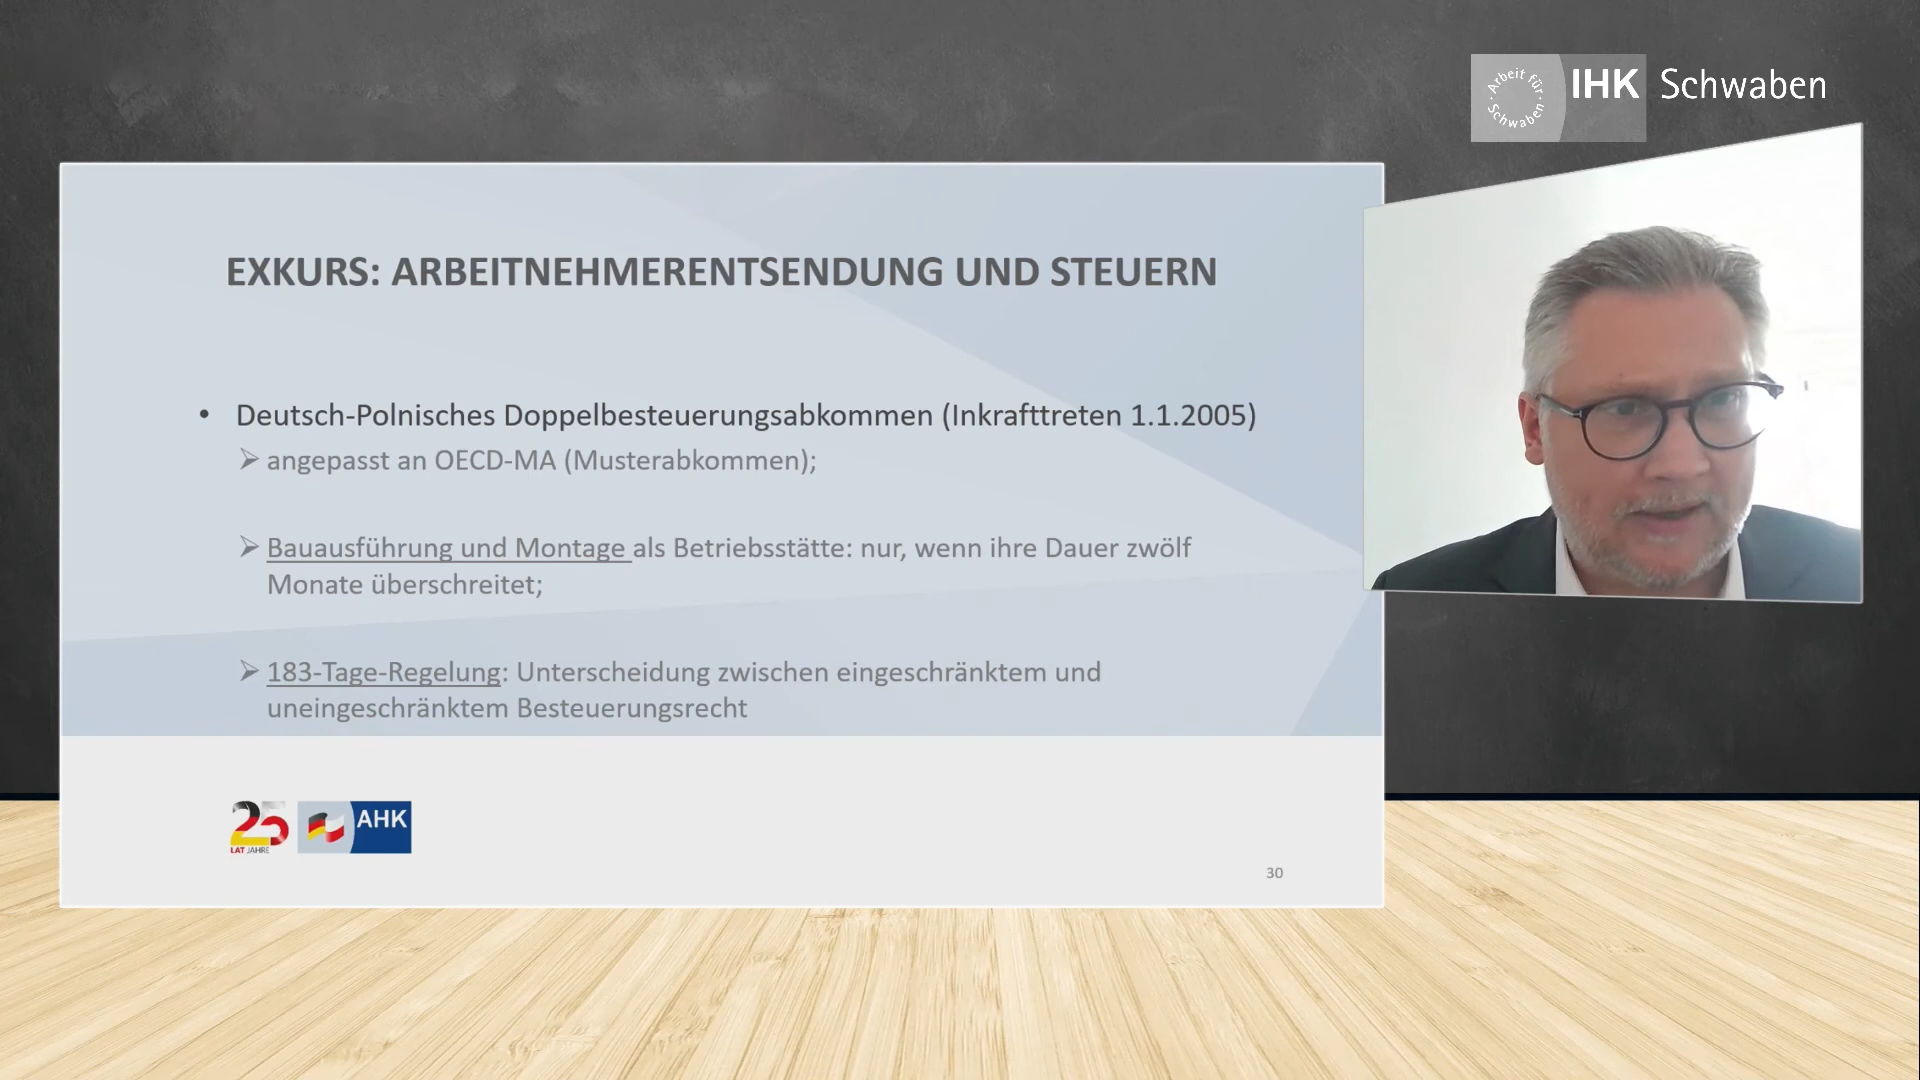 Arbeit für
Schwaben
IHK Schwaben
EXKURS: ARBEITNEHMERENTSENDUNG UND STEUERN
• Deutsch-Polnisches Doppelbesteuerungsabkommen (Inkrafttreten 1.1.2005)
➢ angepasst an OECD-MA (Musterabkommen);
➢ Bauausführung und Montage als Betriebsstätte: nur, wenn ihre Dauer zwölf
Monate überschreitet;
➢ 183-Tage-Regelung: Unterscheidung zwischen eingeschränktem und
uneingeschränktem Besteuerungsrecht
25
LAT JAHRE
AHK
30